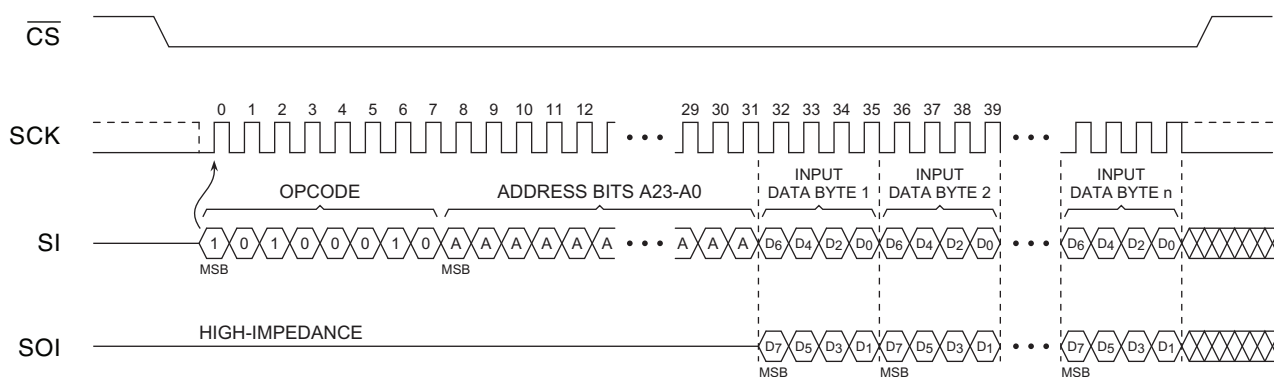 CS
0 1 2 3 4 5 6 7 8 9 10 11 12 29 30 31 32 33 34 35 36 37 38 39
SCK
OPCODE
ADDRESS BITS A23-A0
INPUT
DATA BYTE 1
INPUT
DATA BYTE 2
INPUT
DATA BYTE n
SI 1 0 1 0 0 0 1 0 A A A A A A A A A D6 D4 D2 D0 D6 D4 D2 D0 D6 D4 D2 D0
MSB MSB
HIGH-IMPEDANCE
SOI D7 D5 D3 D1 D7 D5 D3 D1 D7 D5 D3 D1
MSB MSB MSB